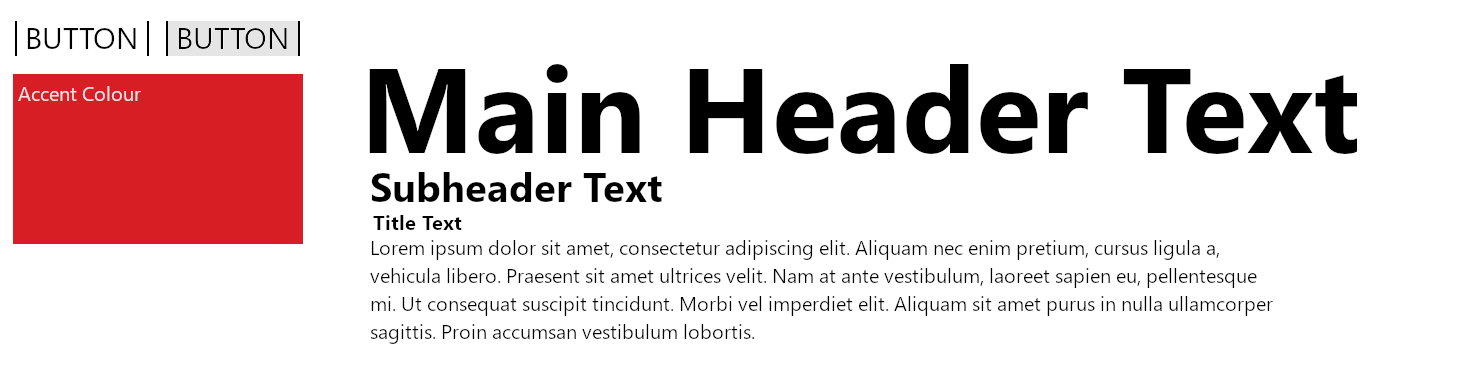 BUTTON BUTTON
Accent Colour
Main Header Text
Subheader Text
Title Text
Lorem ipsum dolor sit amet, consectetur adipiscing elit. Aliquam nec enim pretium, cursus ligula a,
vehicula libero. Praesent sit amet ultrices velit. Nam at ante vestibulum, laoreet sapien eu, pellentesque
mi. Ut consequat suscipit tincidunt. Morbi vel imperdiet elit. Aliquam sit amet purus in nulla ullamcorper
sagittis. Proin accumsan vestibulum lobortis.